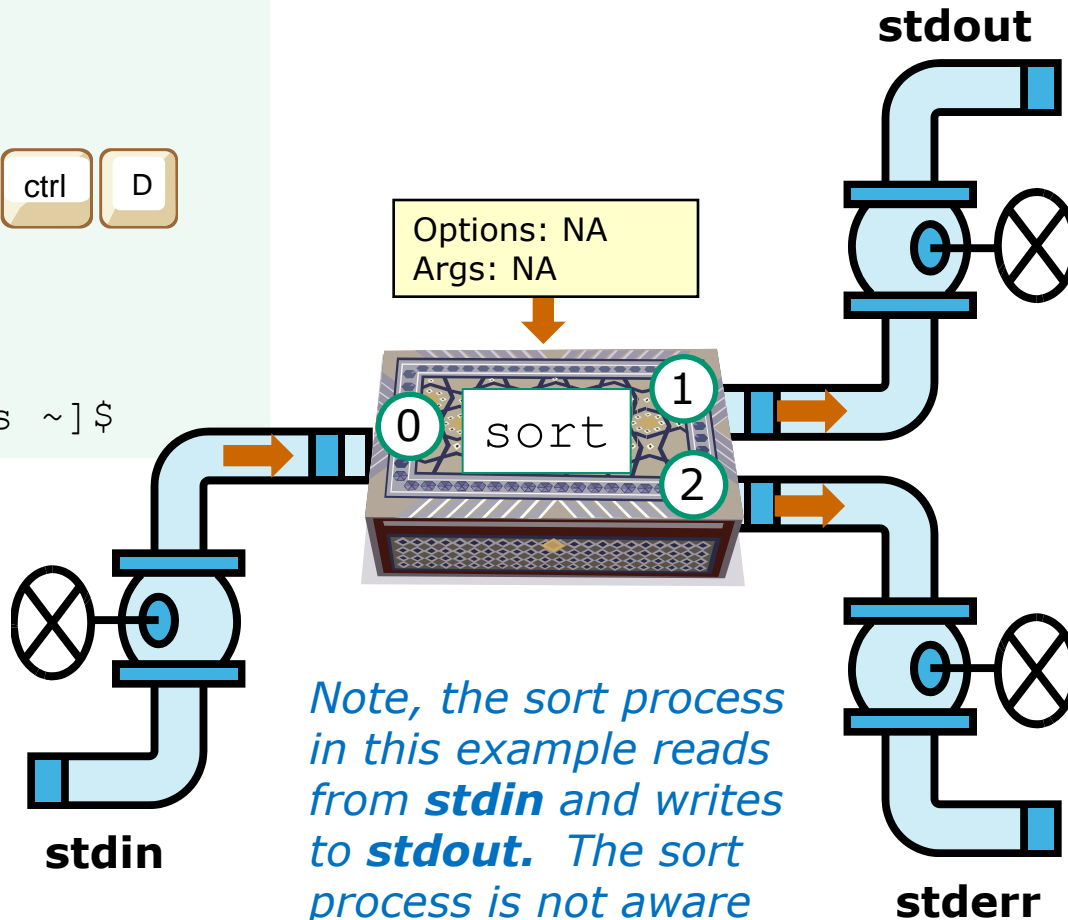 stdout
ctrl D
Options: NA
Args: NA
s ~]$
0
sort
1
2
stdin
Note, the sort process
in this example reads
from stdin and writes
to stdout. The sort
process is not aware
stderr